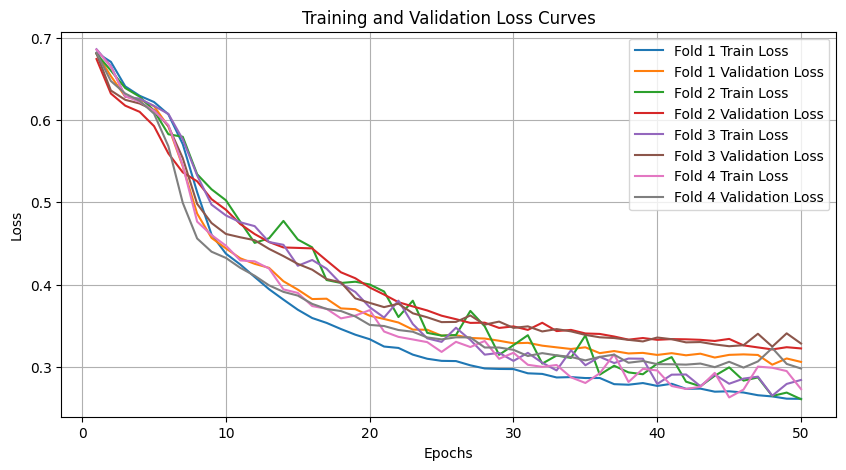 Training and Validation Loss Curves
0.7
0.6
0.5
0.4
0.3
Loss
Fold 1 Train Loss
Fold 1 Validation Loss
Fold 2 Train Loss
Fold 2 Validation Loss
Fold 3 Train Loss
Fold 3 Validation Loss
Fold 4 Train Loss
Fold 4 Validation Loss
0 10 20 30 40 50
Epochs